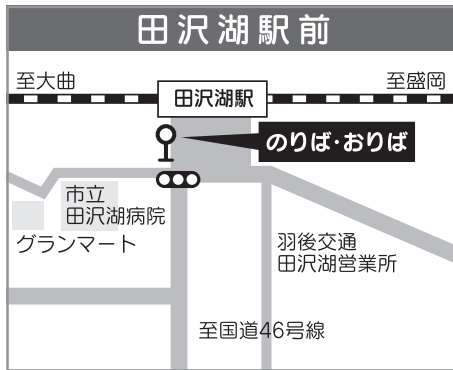 田沢湖駅前
至大曲
至盛岡
田沢湖駅
のりば・おりば
市立
田沢湖病院
グランマート
羽後交通
田沢湖営業所
至国道46号線